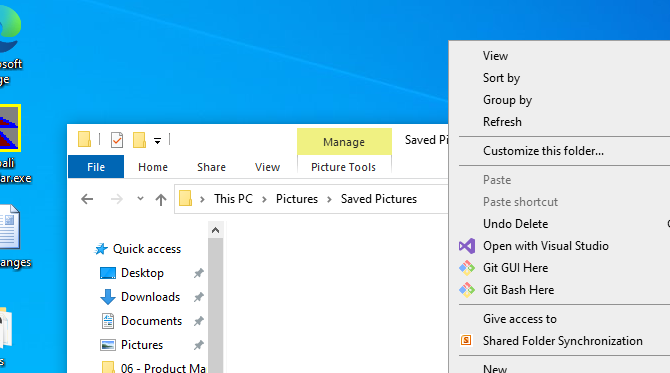 osoft
ge
oali
ar.exe
anges
s
Manage
Saved Pi
File
Home
Share
View
Picture Tools
This PC
Pictures
Saved Pictures
Quick access
Desktop
Downloads
Documents
Pictures
06 - Product Ma
View
Sort by
Group by
Refresh
Customize this folder...
Paste
Paste shortcut
Undo Delete
Open with Visual Studio
Git GUI Here
Git Bash Here
Give access to
Shared Folder Synchronization
New